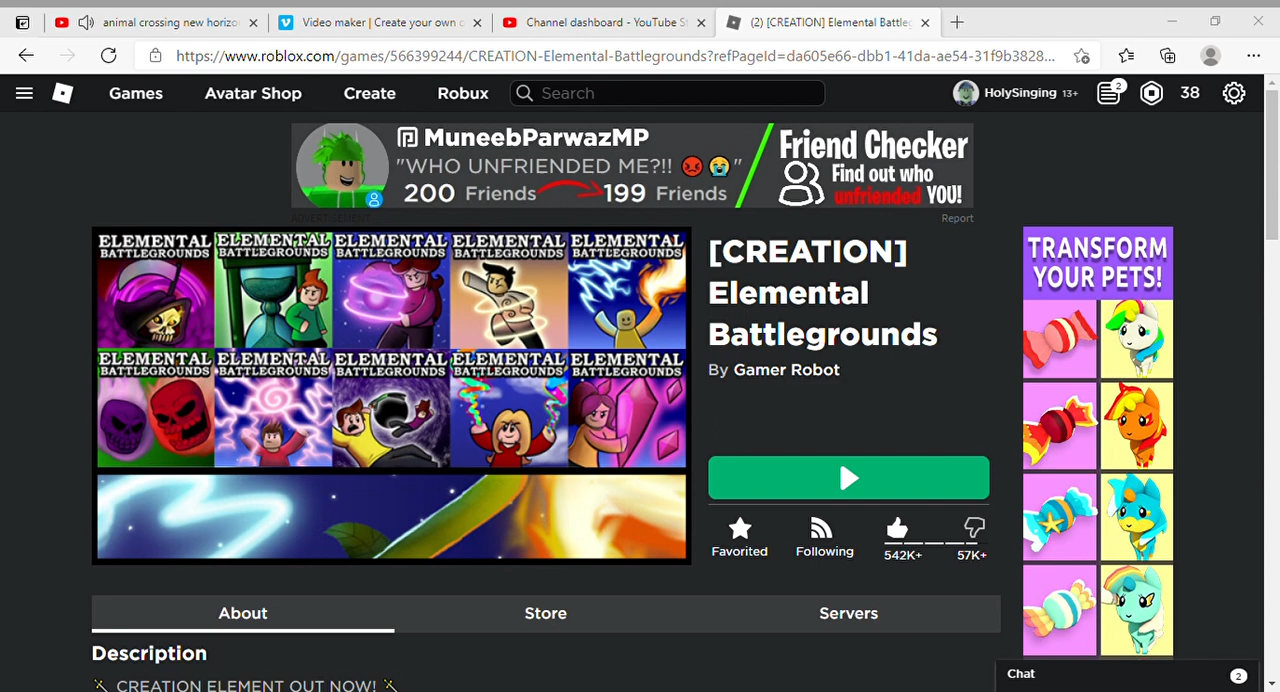 animal crossing new horizo
Video maker | Create your own c
Channel dashboard - YouTube S
(2) [CREATION] Elemental Battleg
https://www.roblox.com/games/566399244/CREATION-Elemental-Battlegrounds?refPageId=da605e66-dbb1-41da-ae54-31f9b3828...
Games
Avatar Shop
Create
Robux
Search
HolySinging 13+
2
38
MuneebParwazMP
"WHO UNFRIENDED ME?!! 😡 😭 "
200 Friends 199 Friends
Friend Checker
Find out who
unfriended YOU!
ADVERTISEMENT
Report
ELEMENTAL BATTLEGROUNDS
ELEMENTAL BATTLEGROUNDS
ELEMENTAL BATTLEGROUNDS
ELEMENTAL BATTLEGROUNDS
ELEMENTAL BATTLEGROUNDS
ELEMENTAL BATTLEGROUNDS
ELEMENTAL BATTLEGROUNDS
ELEMENTAL BATTLEGROUNDS
ELEMENTAL BATTLEGROUNDS
ELEMENTAL BATTLEGROUNDS
[CREATION]
Elemental
Battlegrounds
By Gamer Robot
Favorited
Following
542K+
57K+
TRANSFORM
YOUR PETS!
About
Store
Servers
Description
CREATION ELEMENT OUT NOW!
Chat
2